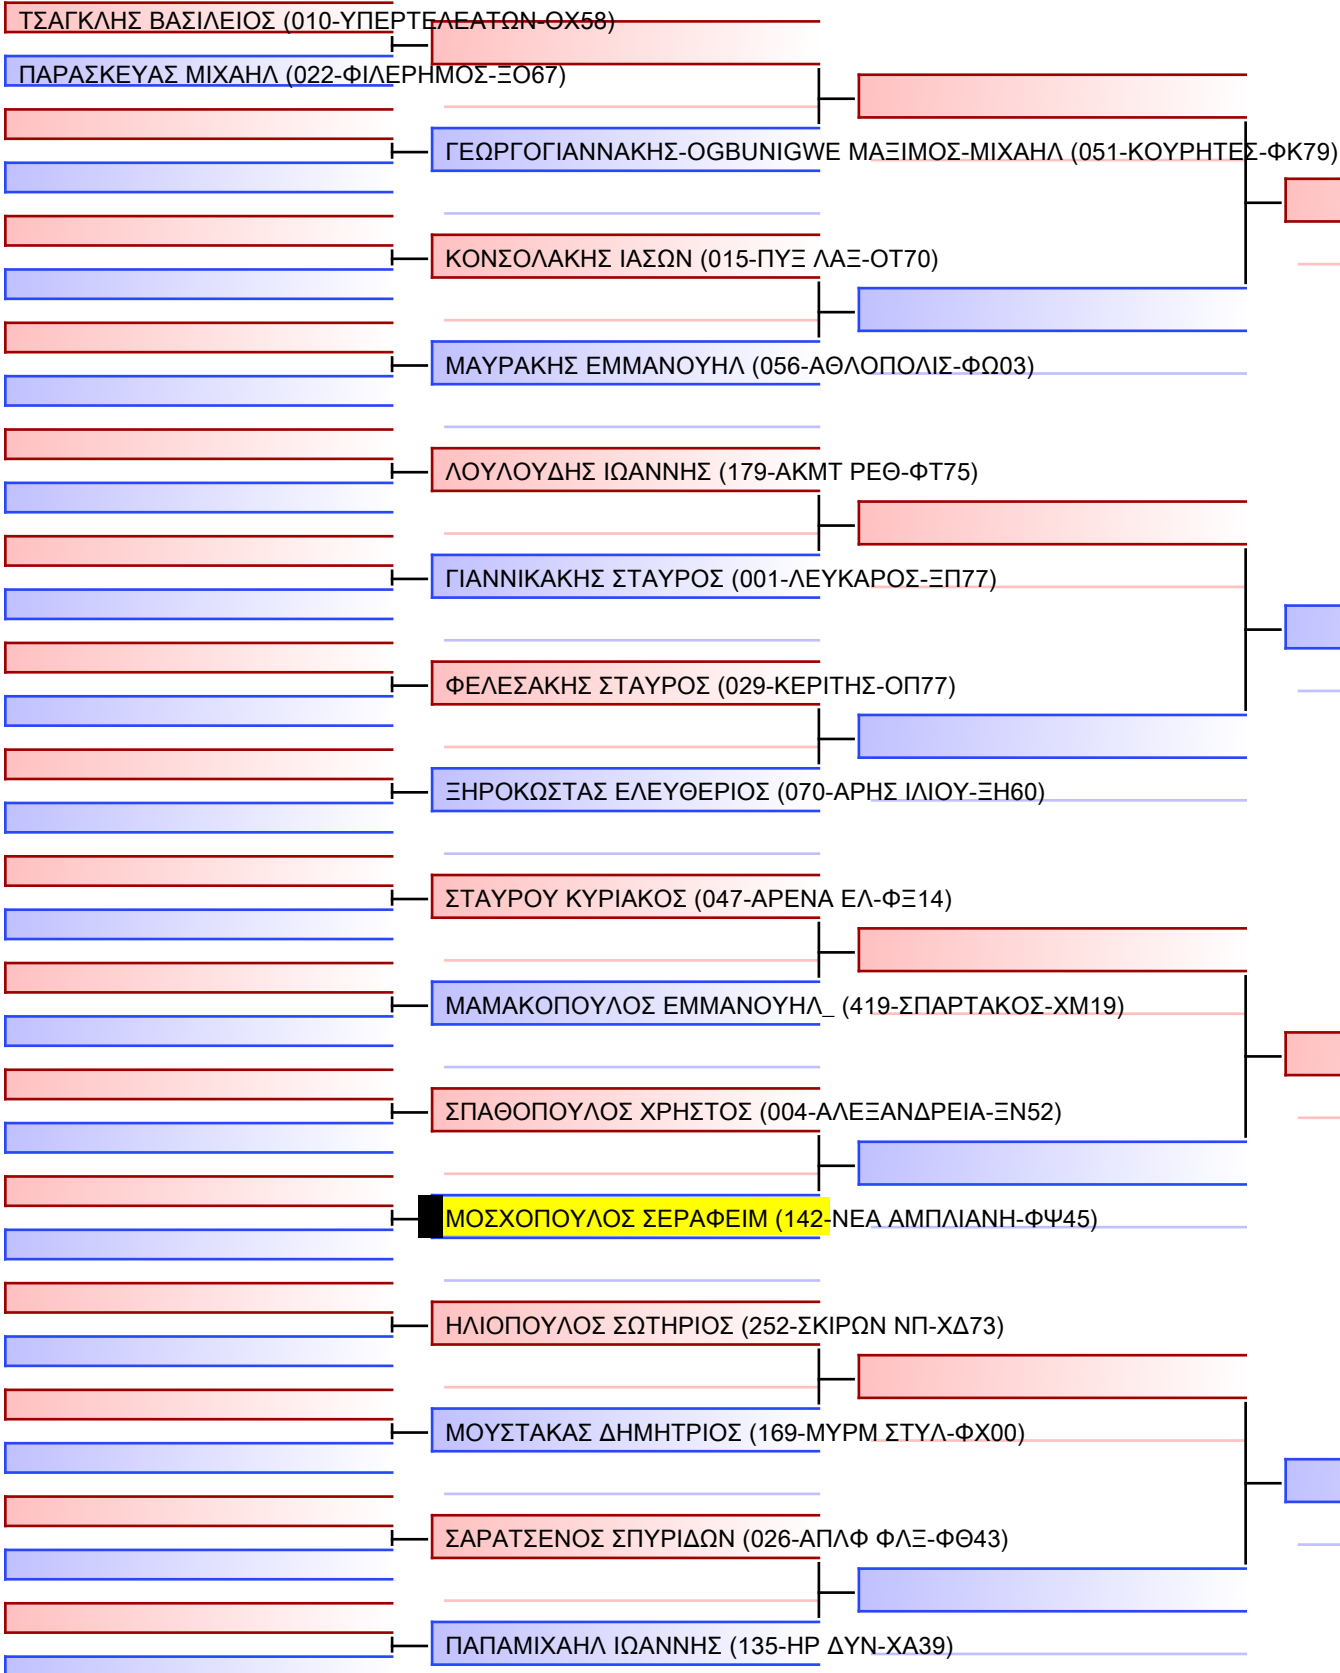 ΤΣΑΓΚΛΗΣ ΒΑΣΙΛΕΙΟΣ (010-ΥΠΕΡΤΕΛΕΑΤΩΝ-ΟΧ58)
ΠΑΡΑΣΚΕΥΑΣ ΜΙΧΑΗΛ (022-ΦΙΛΕΡΗΜΟΣ-ΞΟ67)
ΓΕΩΡΓΟΓΙΑΝΝΑΚΗΣ-OGBUNIGWE ΜΑΞΙΜΟΣ-ΜΙΧΑΗΛ (051-ΚΟΥΡΗΤΕΣ-ΦΚ79)
ΚΟΝΣΟΛΑΚΗΣ ΙΑΣΩΝ (015-ΠΥΞ ΛΑΞ-ΟΤ70)
ΜΑΥΡΑΚΗΣ ΕΜΜΑΝΟΥΗΛ (056-ΑΘΛΟΠΟΛΙΣ-ΦΩ03)
ΛΟΥΛΟΥΔΗΣ ΙΩΑΝΝΗΣ (179-ΑΚΜΤ ΡΕΘ-ΦΤ75)
ΓΙΑΝΝΙΚΑΚΗΣ ΣΤΑΥΡΟΣ (001-ΛΕΥΚΑΡΟΣ-ΞΠ77)
ΦΕΛΕΣΑΚΗΣ ΣΤΑΥΡΟΣ (029-ΚΕΡΙΤΗΣ-ΟΠ77)
ΞΗΡΟΚΩΣΤΑΣ ΕΛΕΥΘΕΡΙΟΣ (070-ΑΡΗΣ ΙΛΙΟΥ-ΞΗ60)
ΣΤΑΥΡΟΥ ΚΥΡΙΑΚΟΣ (047-ΑΡΕΝΑ ΕΛ-ΦΞ14)
ΜΑΜΑΚΟΠΟΥΛΟΣ ΕΜΜΑΝΟΥΗΛ_ (419-ΣΠΑΡΤΑΚΟΣ-ΧΜ19)
ΣΠΑΘΟΠΟΥΛΟΣ ΧΡΗΣΤΟΣ (004-ΑΛΕΞΑΝΔΡΕΙΑ-ΞΝ52)
ΜΟΣΧΟΠΟΥΛΟΣ ΣΕΡΑΦΕΙΜ (142-ΝΕΑ ΑΜΠΛΙΑΝΗ-ΦΨ45)
ΗΛΙΟΠΟΥΛΟΣ ΣΩΤΗΡΙΟΣ (252-ΣΚΙΡΩΝ ΝΠ-ΧΔ73)
ΜΟΥΣΤΑΚΑΣ ΔΗΜΗΤΡΙΟΣ (169-ΜΥΡΜ ΣΤΥΛ-ΦΧ00)
ΣΑΡΑΤΣΕΝΟΣ ΣΠΥΡΙΔΩΝ (026-ΑΠΛΦ ΦΛΞ-ΦΘ43)
ΠΑΠΑΜΙΧΑΗΛ ΙΩΑΝΝΗΣ (135-ΗΡ ΔΥΝ-ΧΑ39)